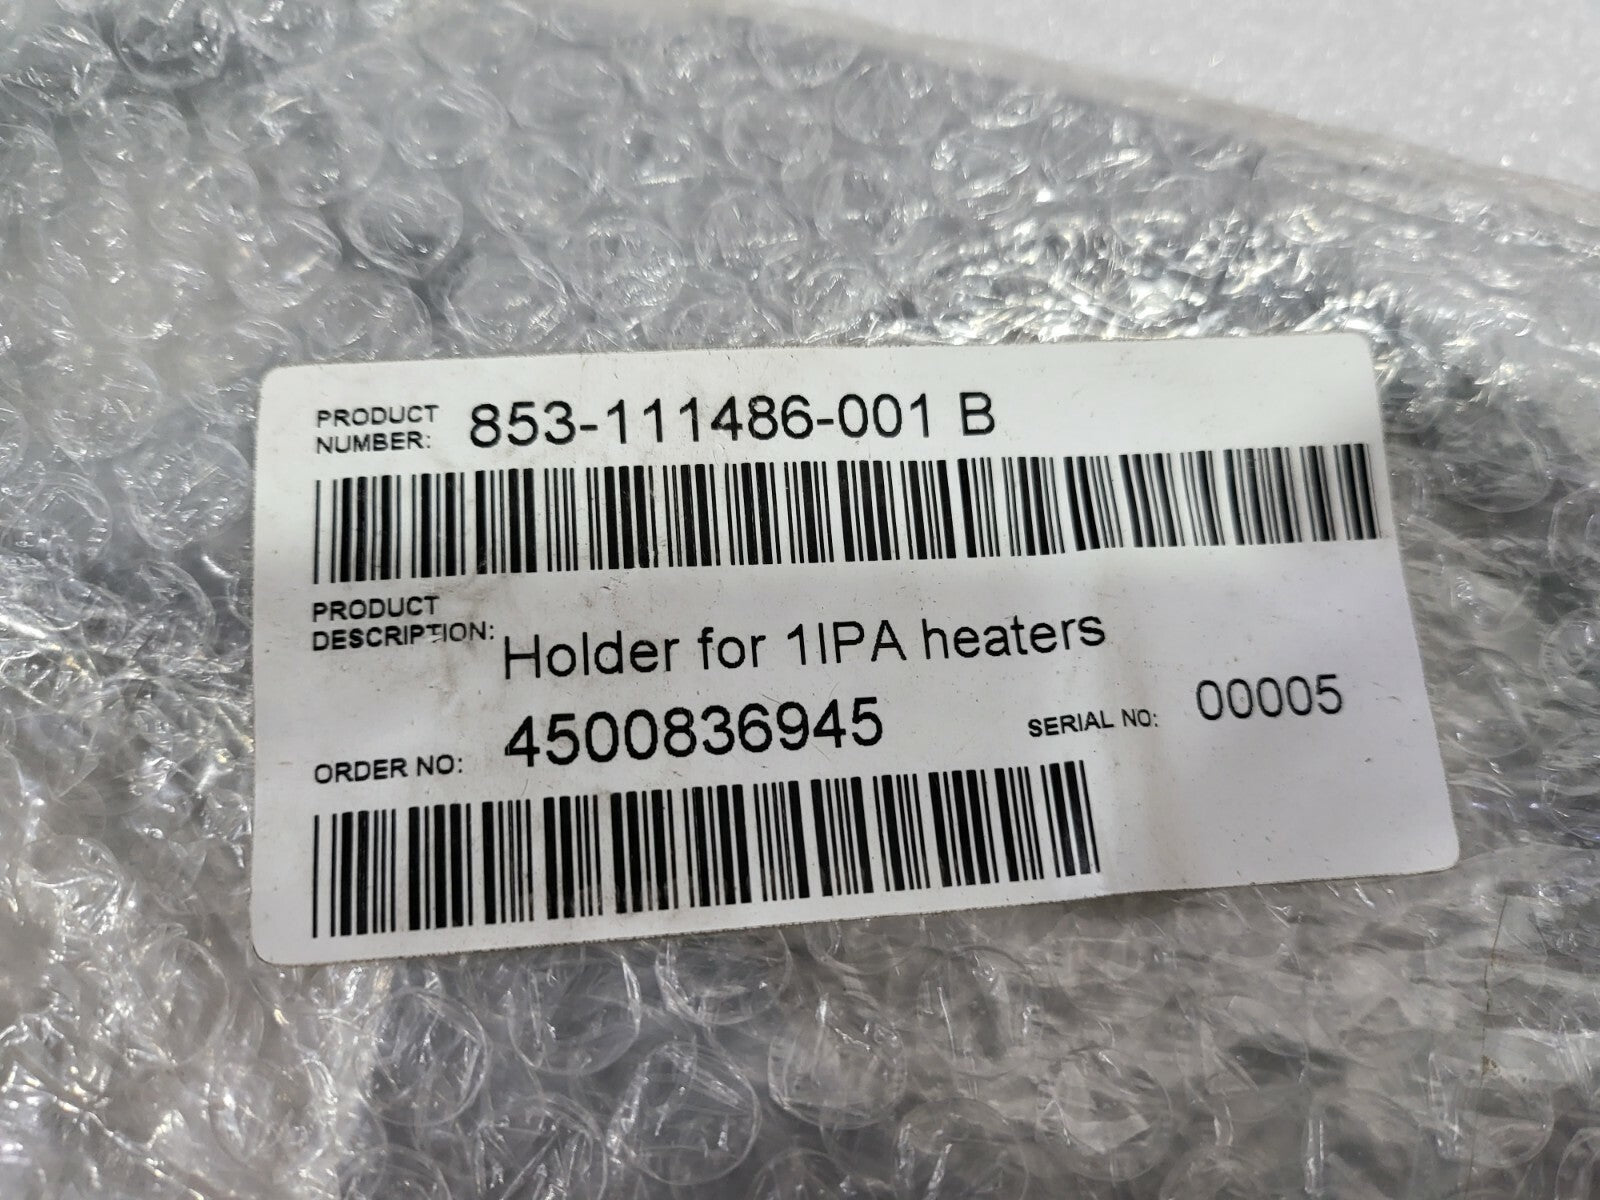 PRODUCT
NUMBER: 853-111486-001 B
PRODUCT
DESCRIPTION: Holder for 1IPA heaters
ORDER NO: 4500836945 SERIAL NO: 00005